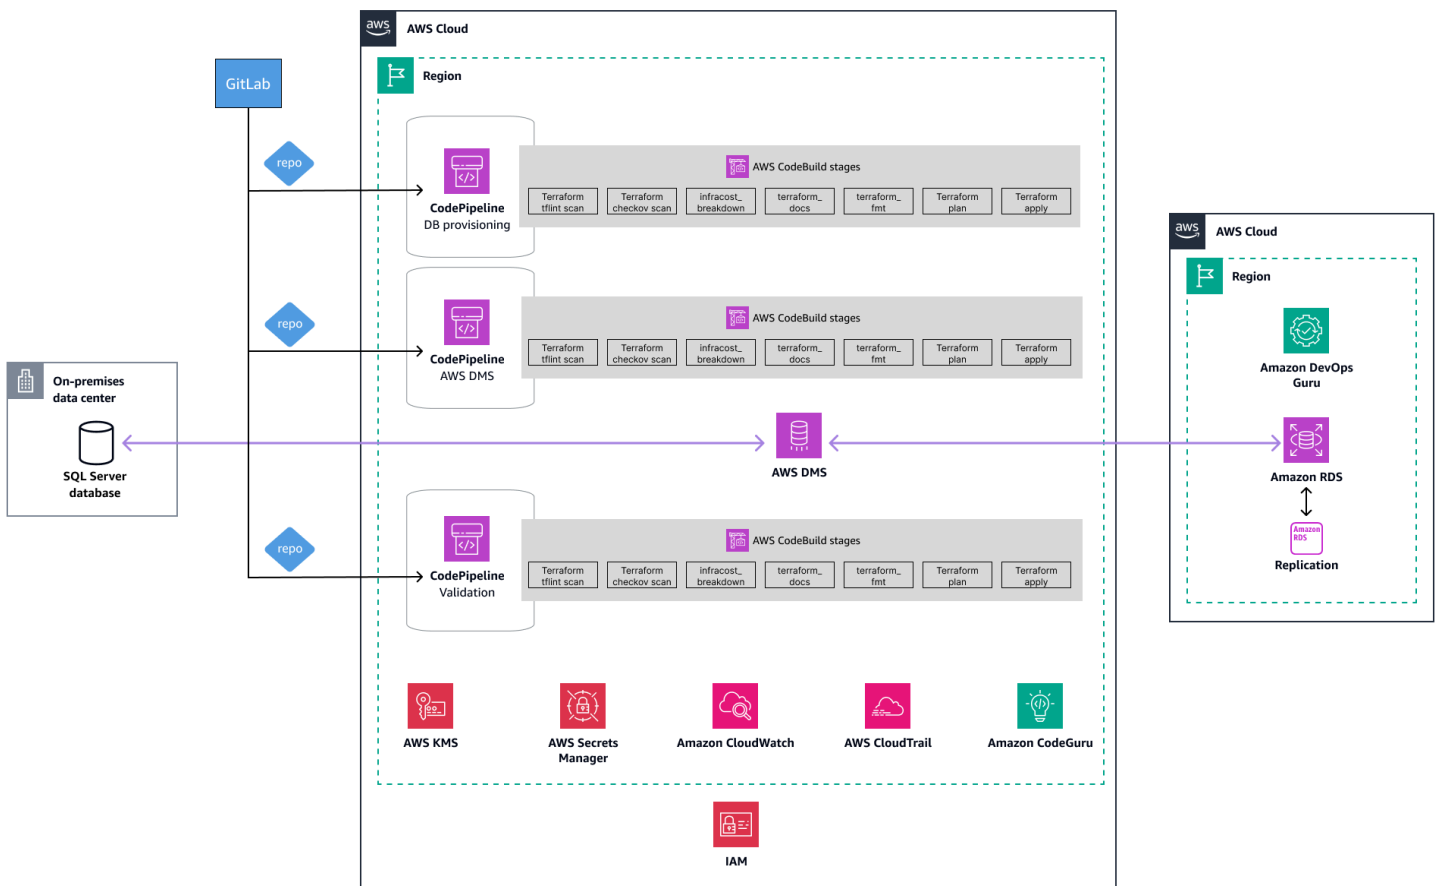 aws
AWS Cloud
Region
GitLab
repo
CodePipeline
DB provisioning
AWS CodeBuild stages
Terraform
tflint scan
Terraform
checkov scan
infracost_
breakdown
terraform_
docs
terraform_
fmt
Terraform
plan
Terraform
apply
repo
CodePipeline
AWS DMS
AWS CodeBuild stages
Terraform
tflint scan
Terraform
checkov scan
infracost_
breakdown
terraform_
docs
terraform_
fmt
Terraform
plan
Terraform
apply
On-premises
data center
SQL Server
database
AWS DMS
repo
CodePipeline
Validation
AWS CodeBuild stages
Terraform
tflint scan
Terraform
checkov scan
infracost_
breakdown
terraform_
docs
terraform_
fmt
Terraform
plan
Terraform
apply
AWS KMS
AWS Secrets
Manager
Amazon CloudWatch
AWS CloudTrail
Amazon CodeGuru
IAM
aws
AWS Cloud
Region
Amazon DevOps
Guru
Amazon RDS
Amazon
RDS
Replication